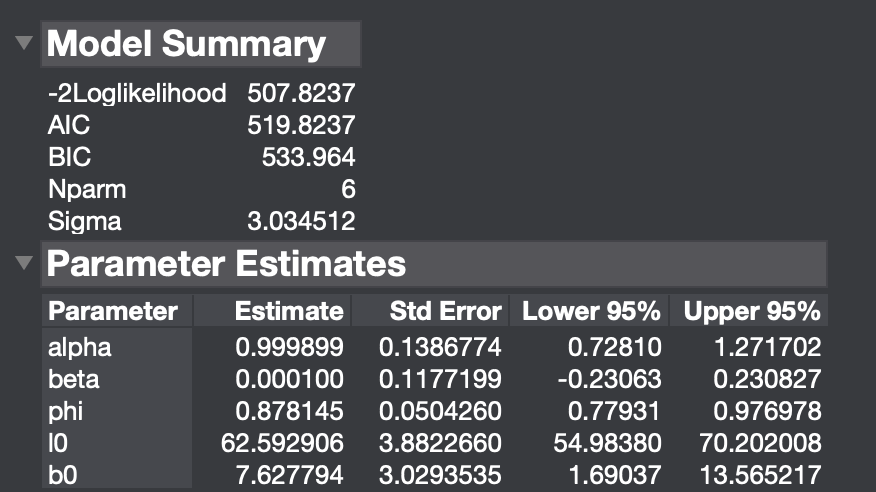 Model Summary
-2Loglikelihood 507.8237
AIC 519.8237
BIC 533.964
Nparm 6
Sigma 3.034512
Parameter Estimates
Parameter Estimate Std Error Lower 95% Upper 95%
alpha 0.999899 0.1386774 0.72810 1.271702
beta 0.000100 0.1177199 -0.23063 0.230827
phi 0.878145 0.0504260 0.77931 0.976978
l0 62.592906 3.8822660 54.98380 70.202008
b0 7.627794 3.0293535 1.69037 13.565217